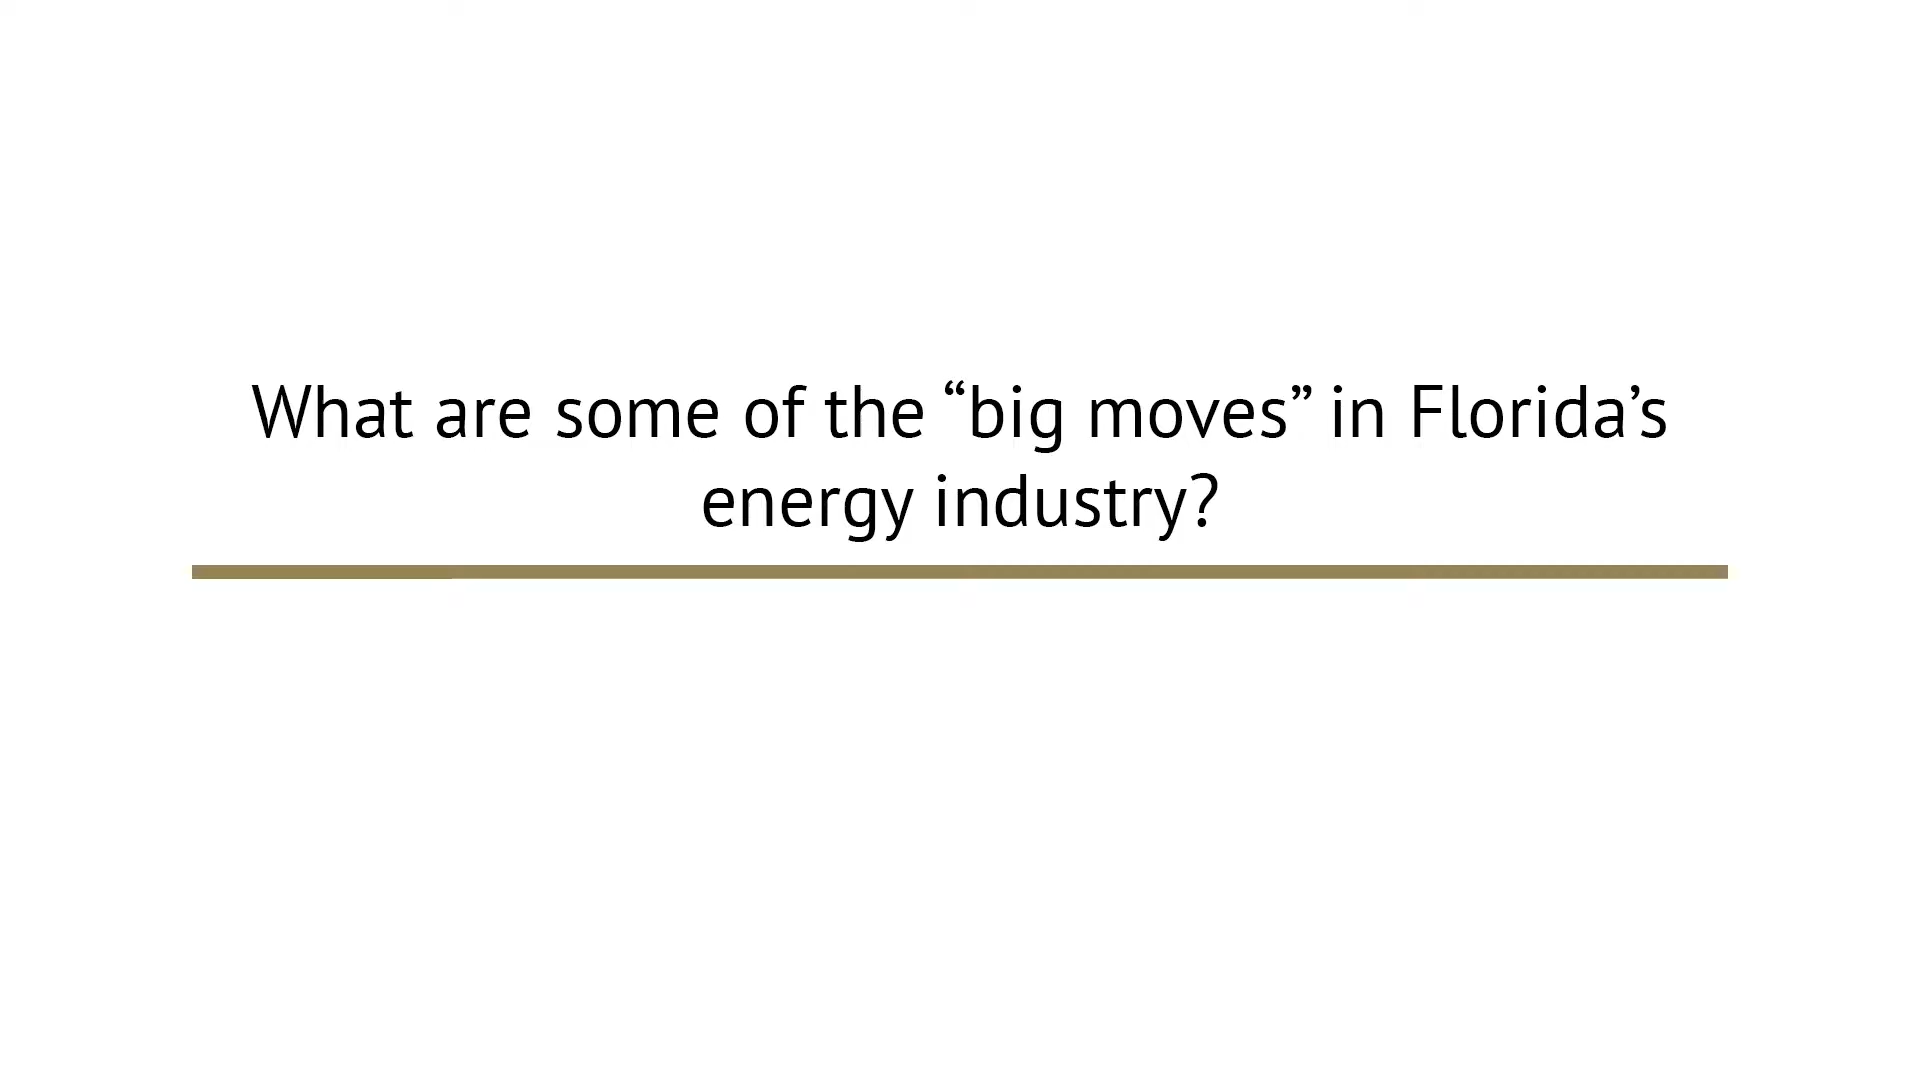 What are some of the “big moves” in Florida’s
energy industry?